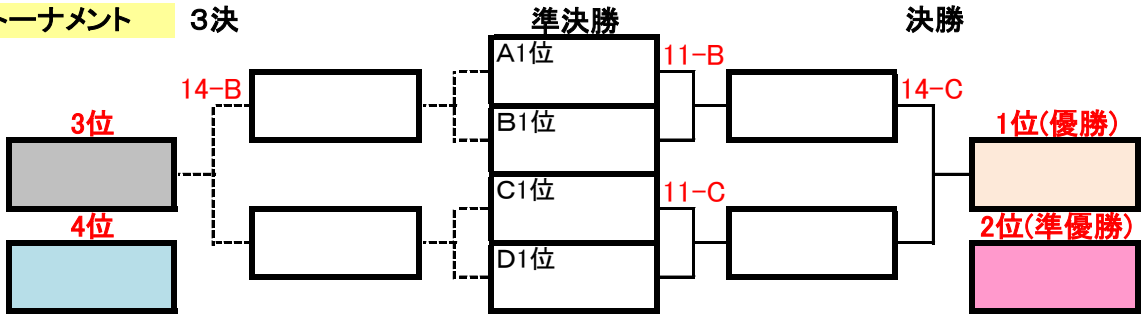 トーナメント 3決 準決勝 決勝
A1位 11-B
14-B 14-C
3位 B1位 1位(優勝)
C1位 11-C
4位 2位(準優勝)
D1位